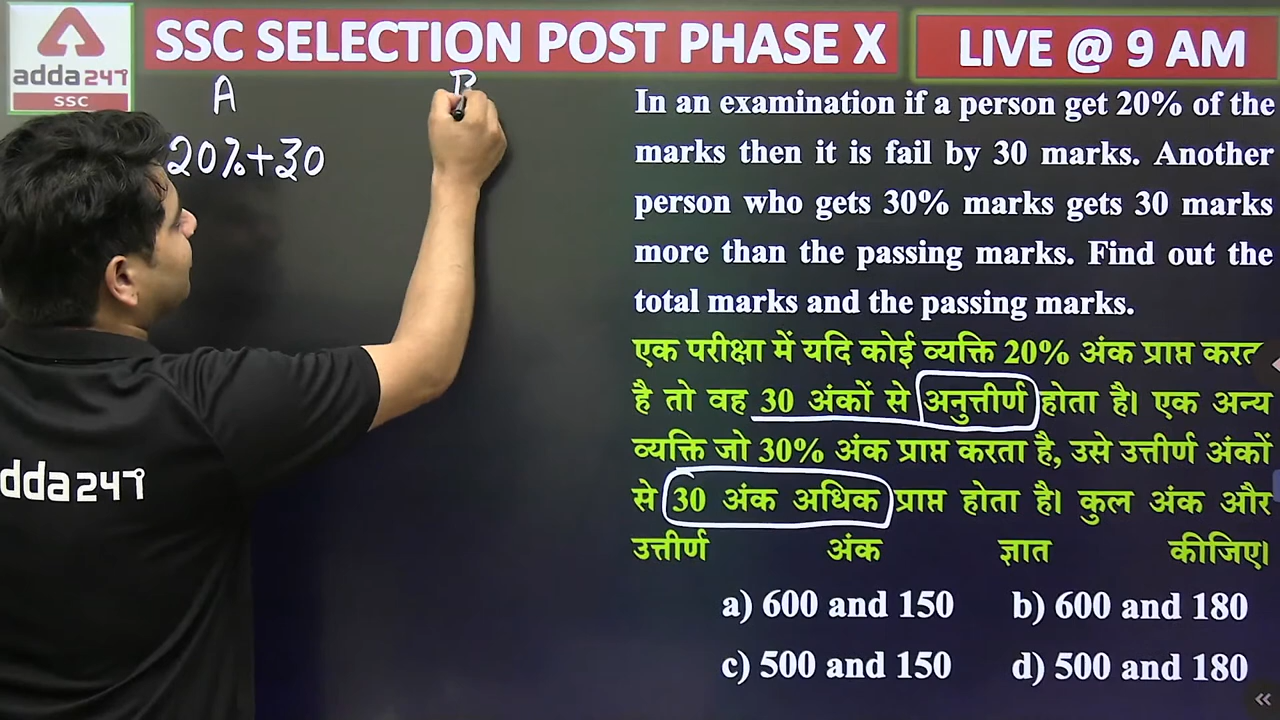 adda247
SSC
SSC SELECTION POST PHASE X
LIVE @ 9 AM
A
20%+30
In an examination if a person get 20% of the
marks then it is fail by 30 marks. Another
person who gets 30% marks gets 30 marks
more than the passing marks. Find out the
total marks and the passing marks.
एक परीक्षा में यदि कोई व्यक्ति 20% अंक प्राप्त करत
है तो वह 30 अंकों से अनुत्तीर्ण होता है। एक अन्य
व्यक्ति जो 30% अंक प्राप्त करता है, उसे उत्तीर्ण अंकों
से 30 अंक अधिक प्राप्त होता है। कुल अंक और
उत्तीर्ण अंक ज्ञात कीजिए।
a) 600 and 150 b) 600 and 180
c) 500 and 150 d) 500 and 180
dda247